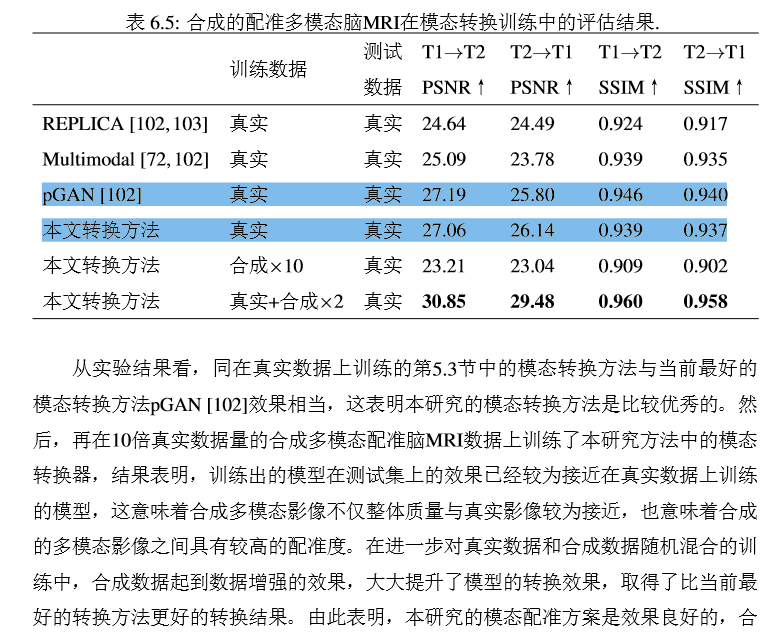 表 6.5: 合成的配准多模态脑MRI在模态转换训练中的评估结果.
训练数据 测试数据 T1→T2 PSNR↑ T2→T1 PSNR↑ T1→T2 SSIM↑ T2→T1 SSIM↑
REPLICA [102,103] 真实 真实 24.64 24.49 0.924 0.917
Multimodal [72,102] 真实 真实 25.09 23.78 0.939 0.935
pGAN [102] 真实 真实 27.19 25.80 0.946 0.940
本文转换方法 真实 真实 27.06 26.14 0.939 0.937
本文转换方法 合成×10 真实 23.21 23.04 0.909 0.902
本文转换方法 真实+合成×2 真实 30.85 29.48 0.960 0.958
从实验结果看，同在真实数据上训练的第5.3节中的模态转换方法与当前最好的
模态转换方法pGAN [102]效果相当，这表明本研究的模态转换方法是比较优秀的。然
后，再在10倍真实数据量的合成多模态配准脑MRI数据上训练了本研究方法中的模态
转换器，结果表明，训练出的模型在测试集上的效果已经较为接近在真实数据上训练
的模型，这意味着合成多模态影像不仅整体质量与真实影像较为接近，也意味着合成
的多模态影像之间具有较高的配准度。在进一步对真实数据和合成数据随机混合的训
练中，合成数据起到数据增强的效果，大大提升了模型的转换效果，取得了比当前最
好的转换方法更好的转换结果。由此表明，本研究的模态配准方案是效果良好的，合